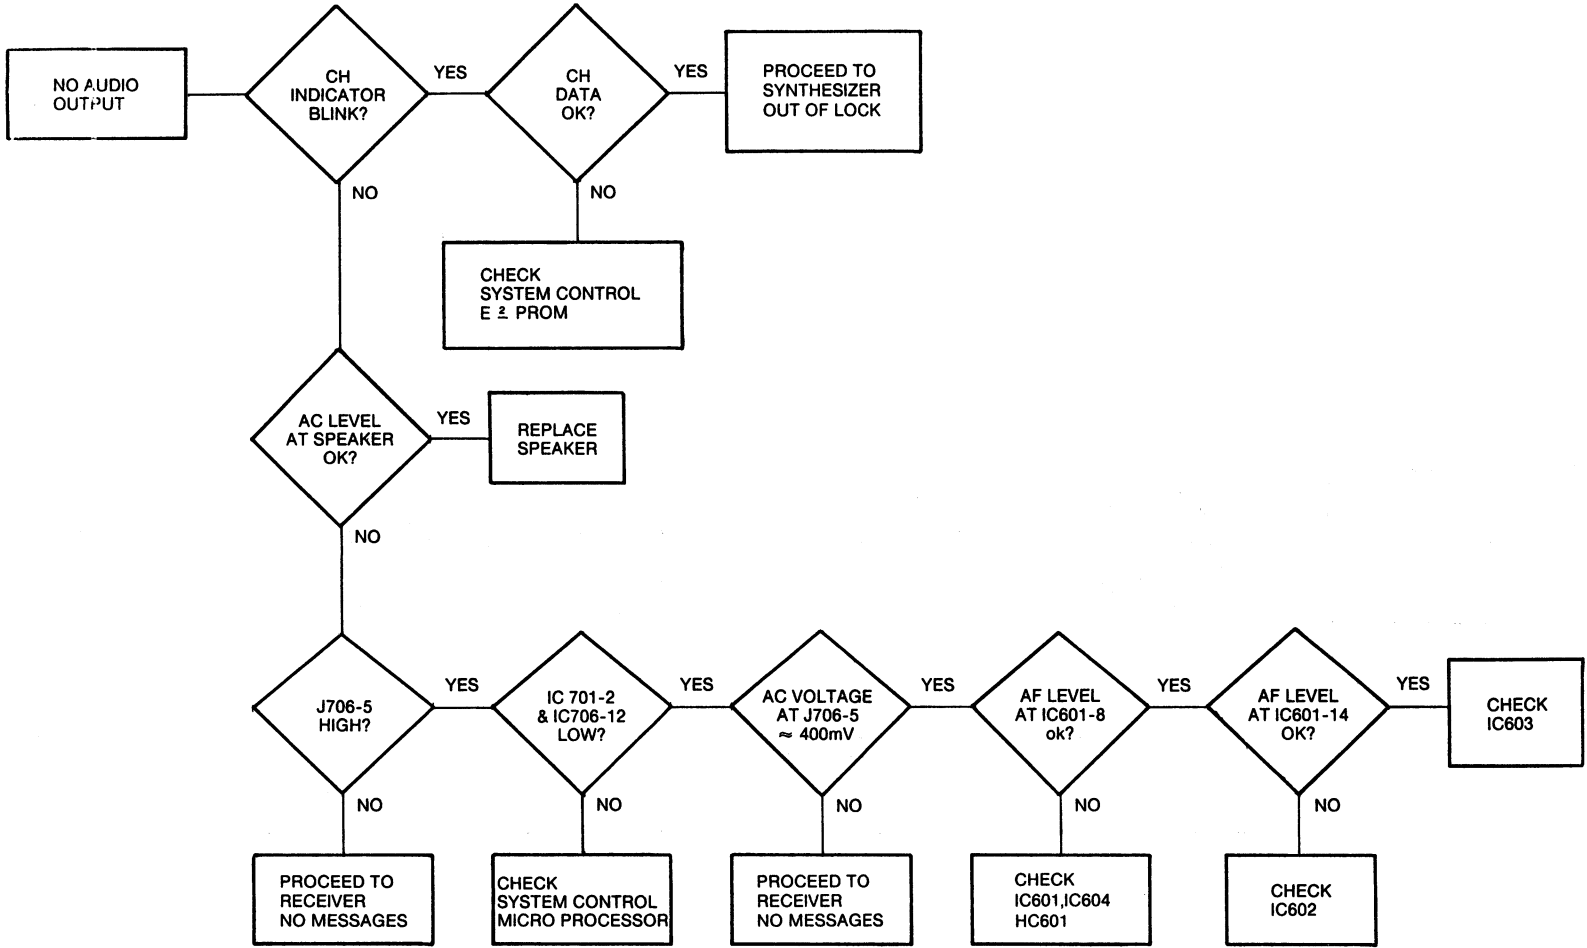 NO AUDIO
OUTPUT
CH
INDICATOR
BLINK?
YES
CH
DATA
OK?
YES
PROCEED TO
SYNTHESIZER
OUT OF LOCK
NO
NO
CHECK
SYSTEM CONTROL
E 2 PROM
AC LEVEL
AT SPEAKER
OK?
YES
REPLACE
SPEAKER
NO
J706-5
HIGH?
YES
IC 701-2
& IC706-12
LOW?
YES
AC VOLTAGE
AT J706-5
≈ 400mV
YES
AF LEVEL
AT IC601-8
ok?
YES
AF LEVEL
AT IC601-14
OK?
YES
CHECK
IC603
NO
PROCEED TO
RECEIVER
NO MESSAGES
NO
CHECK
SYSTEM CONTROL
MICRO PROCESSOR
NO
PROCEED TO
RECEIVER
NO MESSAGES
NO
CHECK
IC601,IC604
HC601
NO
CHECK
IC602